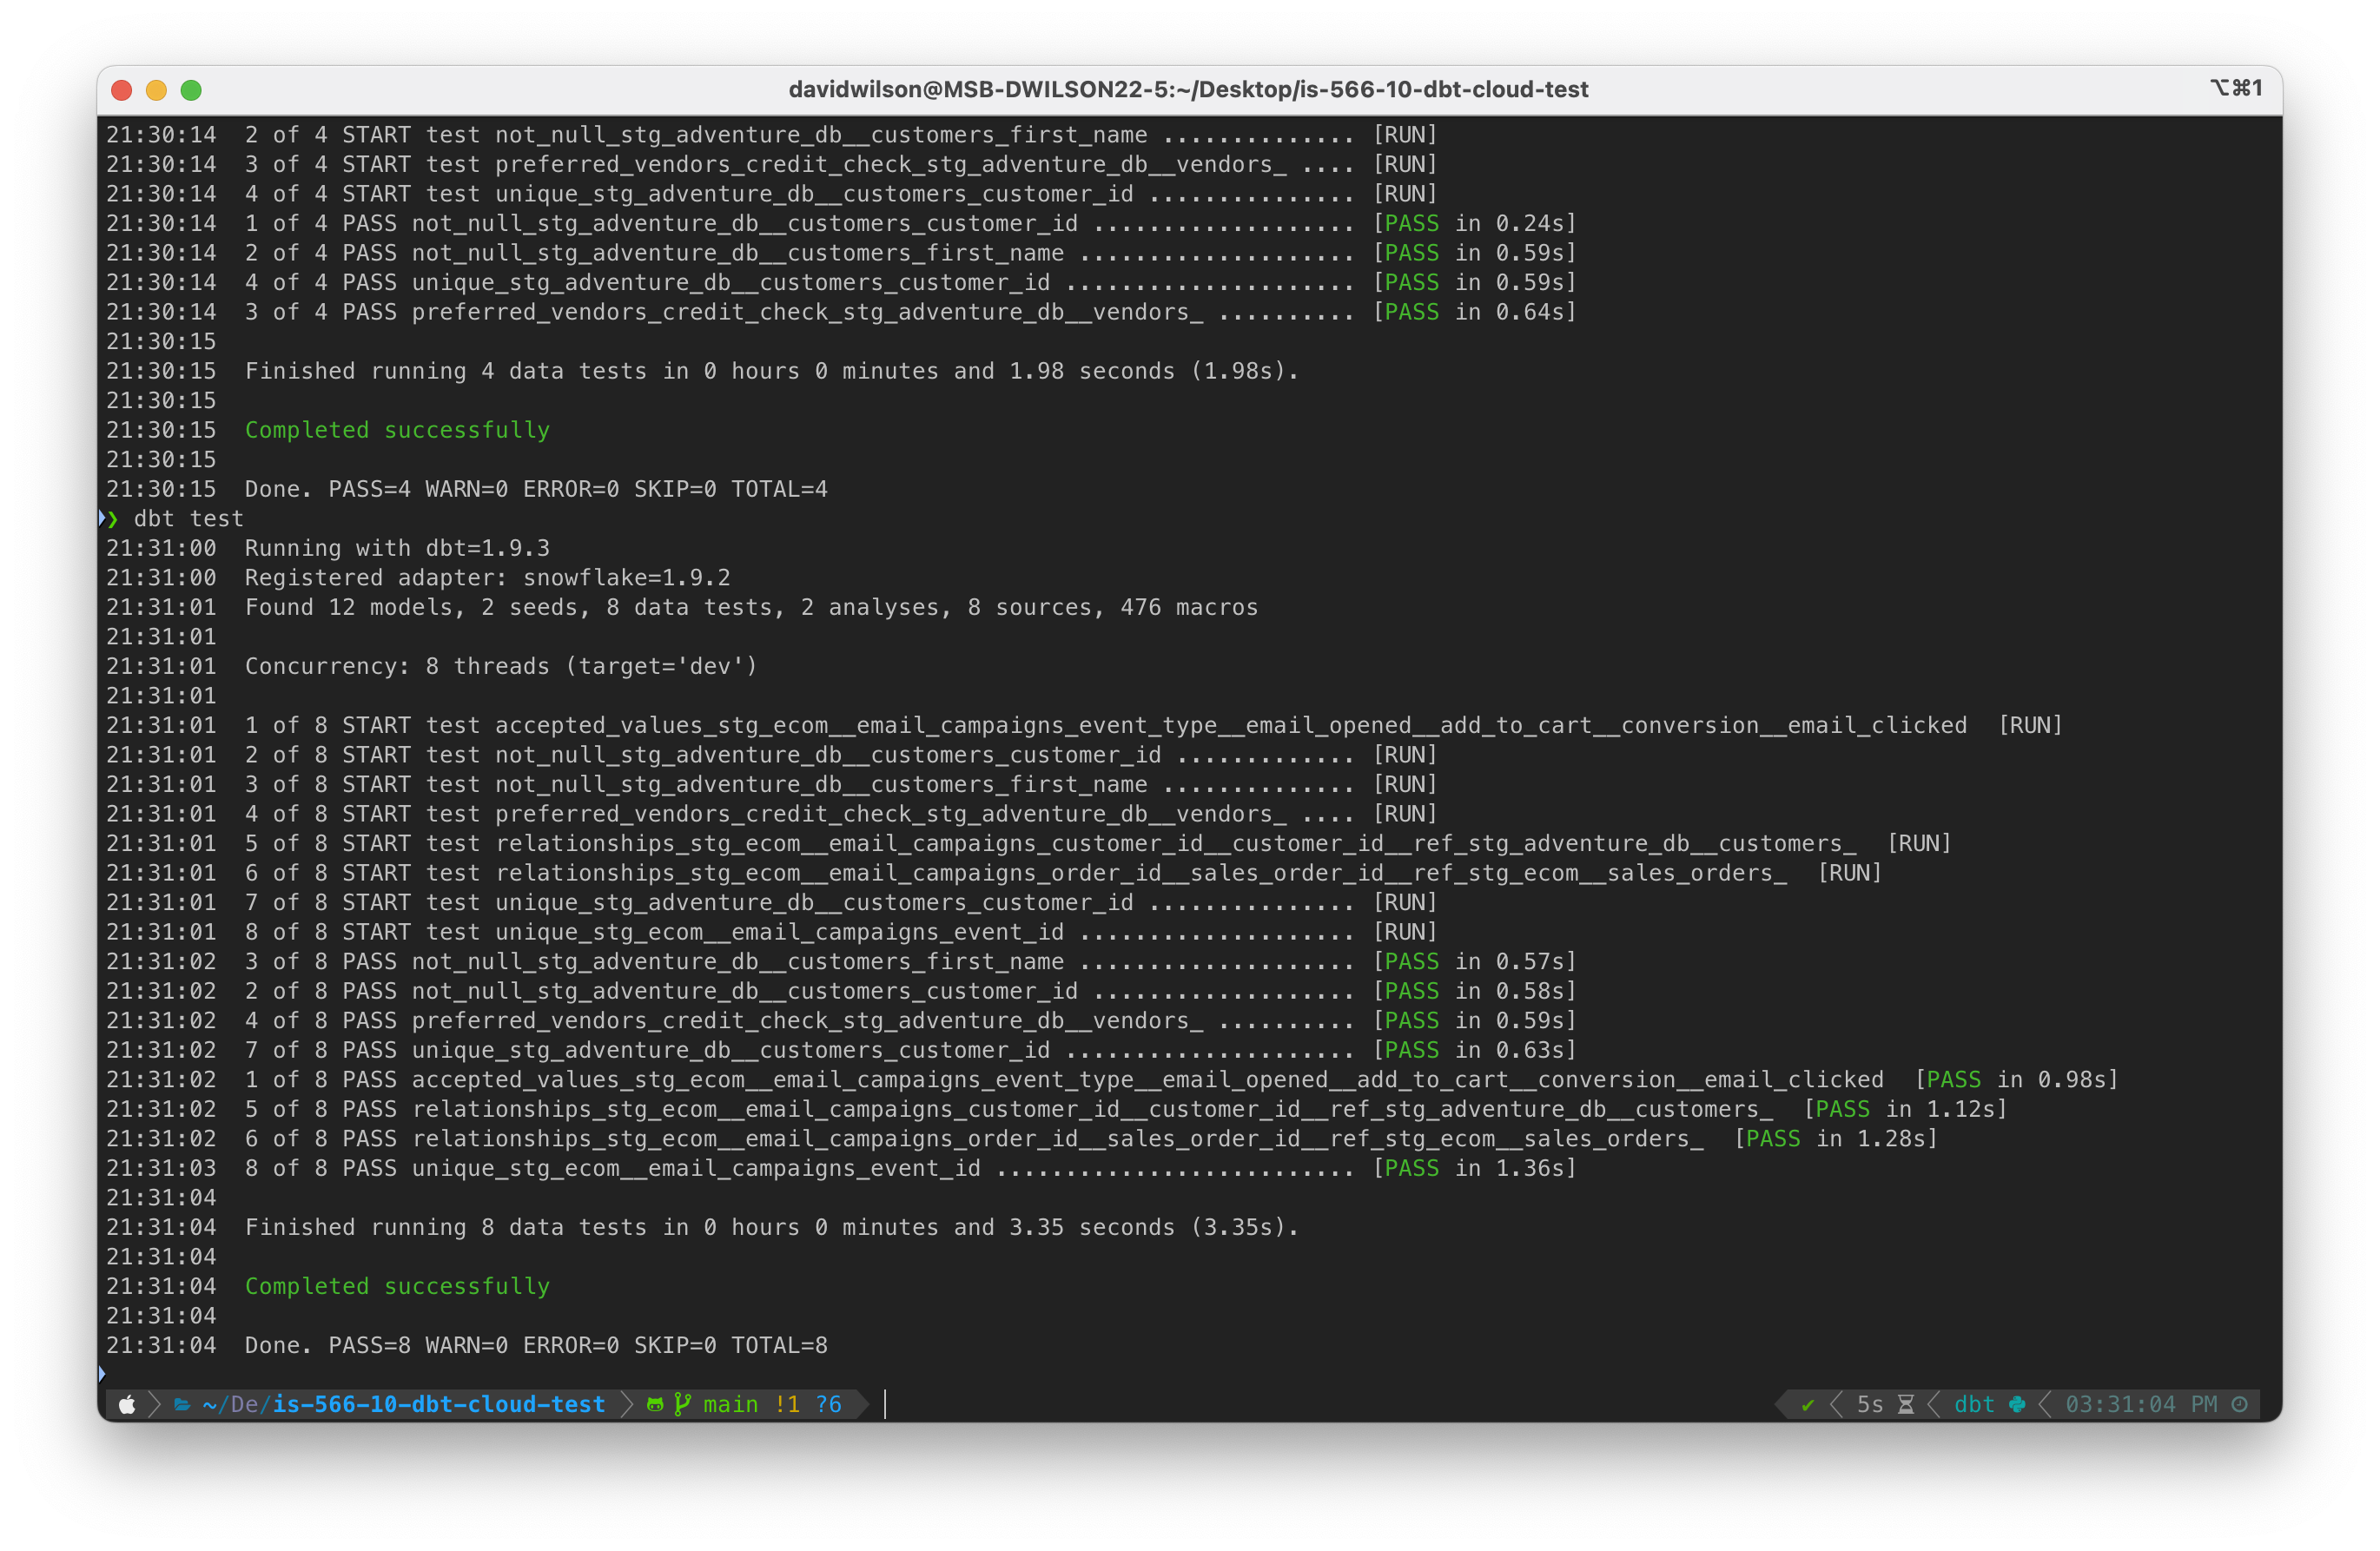 davidwilson@MSB-DWILSON22-5:~/Desktop/is-566-10-dbt-cloud-test
⌥⌘1
21:30:14  2 of 4 START test not_null_stg_adventure_db__customers_first_name .............. [RUN]
21:30:14  3 of 4 START test preferred_vendors_credit_check_stg_adventure_db__vendors_ .... [RUN]
21:30:14  4 of 4 START test unique_stg_adventure_db__customers_customer_id ............... [RUN]
21:30:14  1 of 4 PASS not_null_stg_adventure_db__customers_customer_id ................... [PASS in 0.24s]
21:30:14  2 of 4 PASS not_null_stg_adventure_db__customers_first_name .................... [PASS in 0.59s]
21:30:14  4 of 4 PASS unique_stg_adventure_db__customers_customer_id ..................... [PASS in 0.59s]
21:30:14  3 of 4 PASS preferred_vendors_credit_check_stg_adventure_db__vendors_ .......... [PASS in 0.64s]
21:30:15
21:30:15  Finished running 4 data tests in 0 hours 0 minutes and 1.98 seconds (1.98s).
21:30:15
21:30:15  Completed successfully
21:30:15
21:30:15  Done. PASS=4 WARN=0 ERROR=0 SKIP=0 TOTAL=4
❯ dbt test
21:31:00  Running with dbt=1.9.3
21:31:00  Registered adapter: snowflake=1.9.2
21:31:01  Found 12 models, 2 seeds, 8 data tests, 2 analyses, 8 sources, 476 macros
21:31:01
21:31:01  Concurrency: 8 threads (target='dev')
21:31:01
21:31:01  1 of 8 START test accepted_values_stg_ecom__email_campaigns_event_type__email_opened__add_to_cart__conversion__email_clicked  [RUN]
21:31:01  2 of 8 START test not_null_stg_adventure_db__customers_customer_id ............. [RUN]
21:31:01  3 of 8 START test not_null_stg_adventure_db__customers_first_name .............. [RUN]
21:31:01  4 of 8 START test preferred_vendors_credit_check_stg_adventure_db__vendors_ .... [RUN]
21:31:01  5 of 8 START test relationships_stg_ecom__email_campaigns_customer_id__customer_id__ref_stg_adventure_db__customers_  [RUN]
21:31:01  6 of 8 START test relationships_stg_ecom__email_campaigns_order_id__sales_order_id__ref_stg_ecom__sales_orders_  [RUN]
21:31:01  7 of 8 START test unique_stg_adventure_db__customers_customer_id ............... [RUN]
21:31:01  8 of 8 START test unique_stg_ecom__email_campaigns_event_id .................... [RUN]
21:31:02  3 of 8 PASS not_null_stg_adventure_db__customers_first_name .................... [PASS in 0.57s]
21:31:02  2 of 8 PASS not_null_stg_adventure_db__customers_customer_id ................... [PASS in 0.58s]
21:31:02  4 of 8 PASS preferred_vendors_credit_check_stg_adventure_db__vendors_ .......... [PASS in 0.59s]
21:31:02  7 of 8 PASS unique_stg_adventure_db__customers_customer_id ..................... [PASS in 0.63s]
21:31:02  1 of 8 PASS accepted_values_stg_ecom__email_campaigns_event_type__email_opened__add_to_cart__conversion__email_clicked  [PASS in 0.98s]
21:31:02  5 of 8 PASS relationships_stg_ecom__email_campaigns_customer_id__customer_id__ref_stg_adventure_db__customers_  [PASS in 1.12s]
21:31:02  6 of 8 PASS relationships_stg_ecom__email_campaigns_order_id__sales_order_id__ref_stg_ecom__sales_orders_  [PASS in 1.28s]
21:31:03  8 of 8 PASS unique_stg_ecom__email_campaigns_event_id .......................... [PASS in 1.36s]
21:31:04
21:31:04  Finished running 8 data tests in 0 hours 0 minutes and 3.35 seconds (3.35s).
21:31:04
21:31:04  Completed successfully
21:31:04
21:31:04  Done. PASS=8 WARN=0 ERROR=0 SKIP=0 TOTAL=8
~/De/is-566-10-dbt-cloud-test main !1 ?6 ✔ 5s dbt 03:31:04 PM